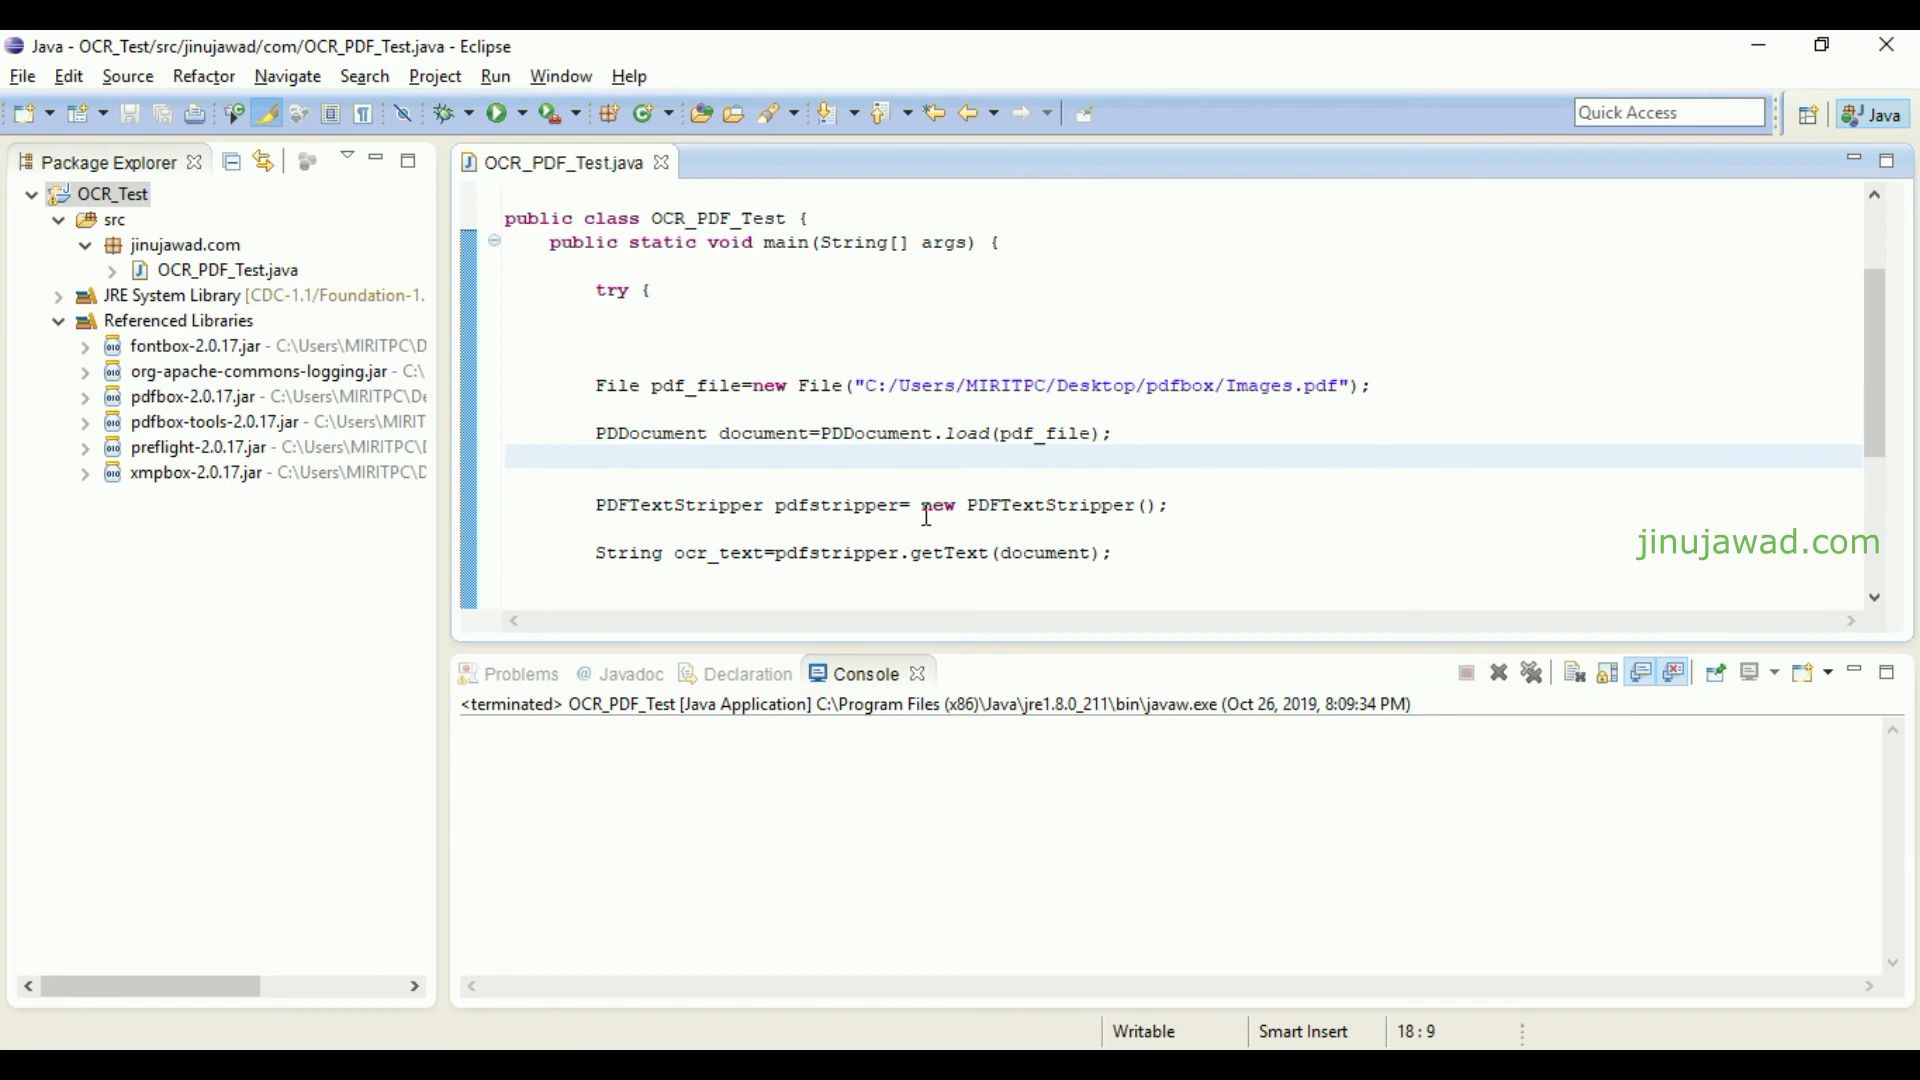 Java - OCR_Test/src/jinujawad/com/OCR_PDF_Test.java - Eclipse
File Edit Source Refactor Navigate Search Project Run Window Help
Quick Access
Java
Package Explorer
OCR_Test
src
jinujawad.com
OCR_PDF_Test.java
JRE System Library [CDC-1.1/Foundation-1.
Referenced Libraries
fontbox-2.0.17.jar - C:\Users\MIRITPC\D
org-apache-commons-logging.jar - C:\
pdfbox-2.0.17.jar - C:\Users\MIRITPC\De
pdfbox-tools-2.0.17.jar - C:\Users\MIRIT
preflight-2.0.17.jar - C:\Users\MIRITPC\D
xmpbox-2.0.17.jar - C:\Users\MIRITPC\D
OCR_PDF_Test.java
public class OCR_PDF_Test {
public static void main(String[] args) {
try {
File pdf_file=new File("C:/Users/MIRITPC/Desktop/pdfbox/Images.pdf");
PDDocument document=PDDocument.load(pdf_file);
PDFTextStripper pdfstripper= new PDFTextStripper();
String ocr_text=pdfstripper.getText(document);
jinujawad.com
Problems Javadoc Declaration Console
<terminated> OCR_PDF_Test [Java Application] C:\Program Files (x86)\Java\jre1.8.0_211\bin\javaw.exe (Oct 26, 2019, 8:09:34 PM)
Writable Smart Insert 18 : 9